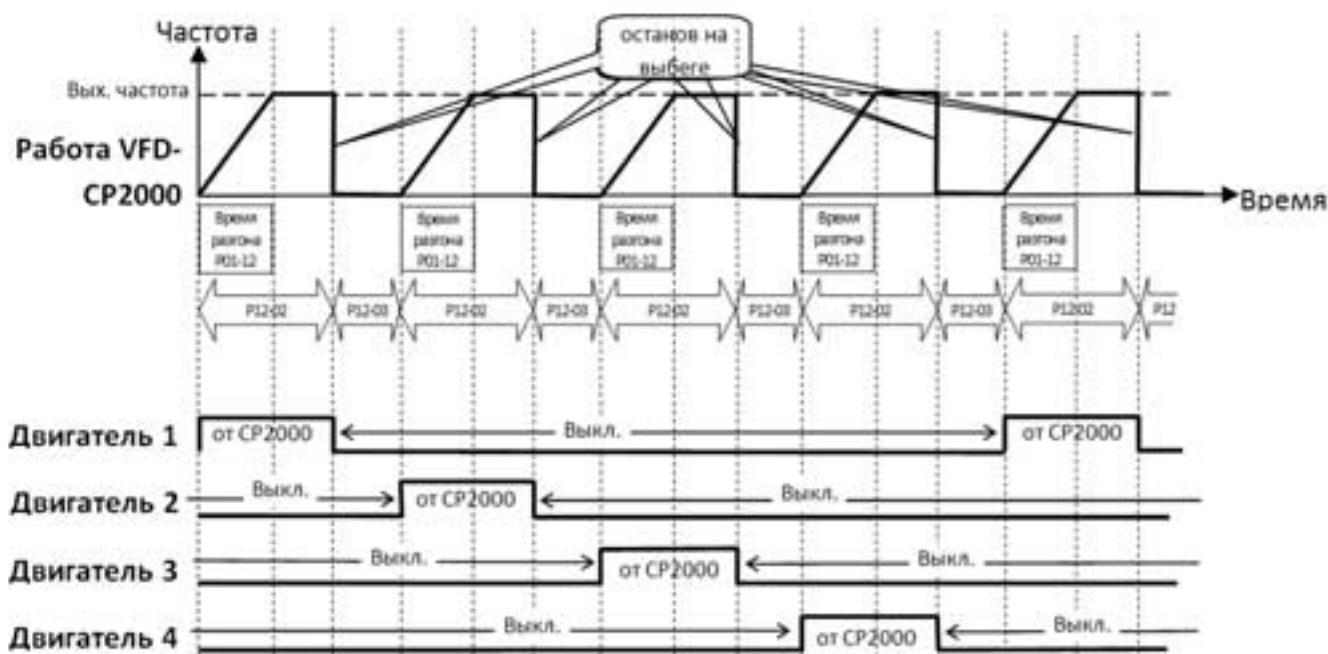 Частота
останов на
выбеге
Вых. частота
Работа VFD-
CP2000
Время
Время
разгона
P01-12
Время
разгона
P01-12
Время
разгона
P01-12
Время
разгона
P01-12
Время
разгона
P01-12
P12-02
P12-03
P12-02
P12-03
P12-02
P12-03
P12-02
P12-03
P12-02
P12
Двигатель 1
от CP2000
Выкл.
от CP2000
Двигатель 2
Выкл.
от CP2000
Выкл.
Двигатель 3
Выкл.
от CP2000
Выкл.
Двигатель 4
Выкл.
от CP2000
Выкл.